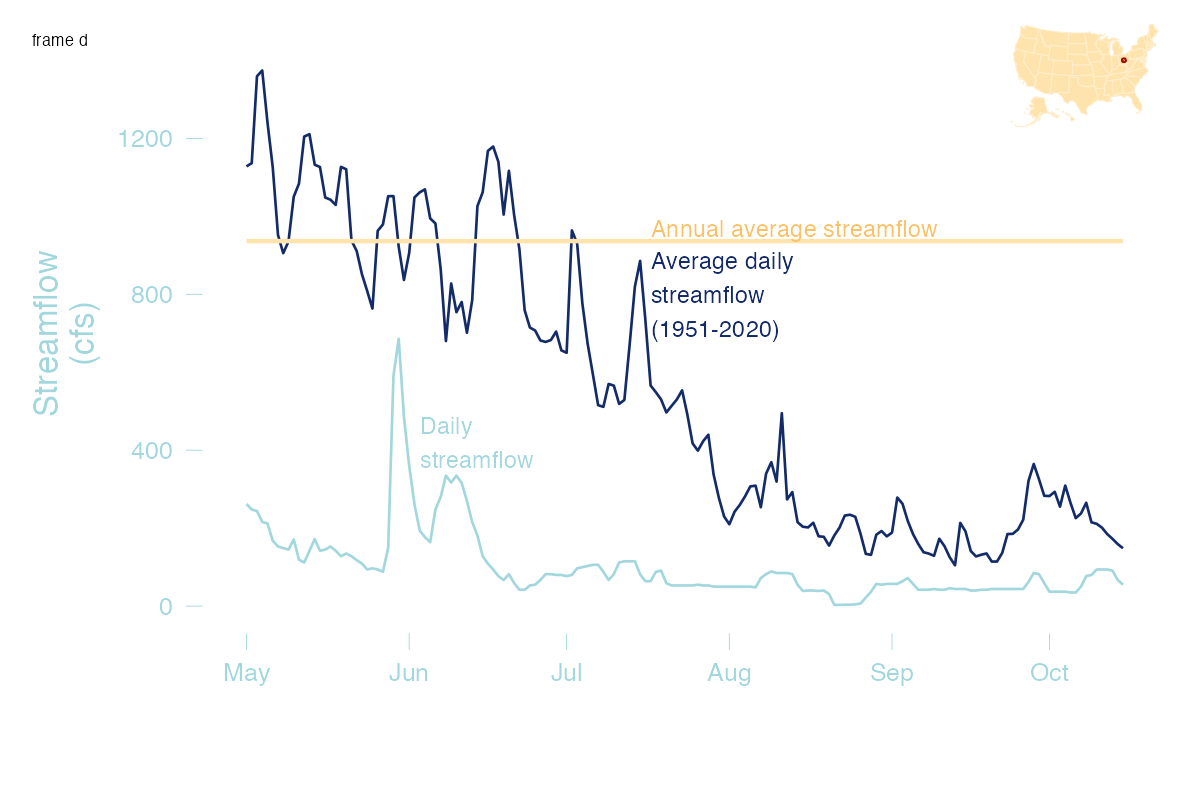 frame d
1200
800
400
0
Streamflow
(cfs)
Annual average streamflow
Average daily
streamflow
(1951-2020)
Daily
streamflow
May
Jun
Jul
Aug
Sep
Oct